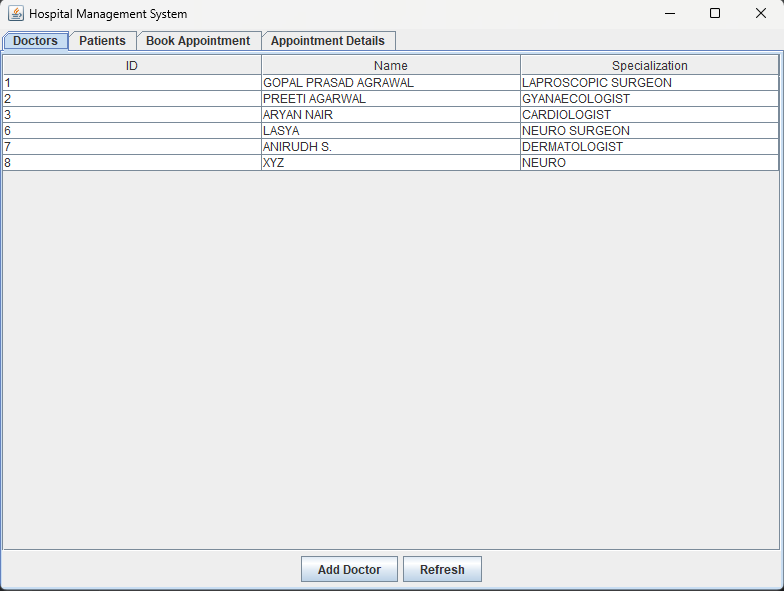 Hospital Management System
Doctors Patients Book Appointment Appointment Details
ID Name Specialization
1 GOPAL PRASAD AGRAWAL LAPROSCOPIC SURGEON
2 PREETI AGARWAL GYANAECOLOGIST
3 ARYAN NAIR CARDIOLOGIST
6 LASYA NEURO SURGEON
7 ANIRUDH S. DERMATOLOGIST
8 XYZ NEURO
Add Doctor Refresh